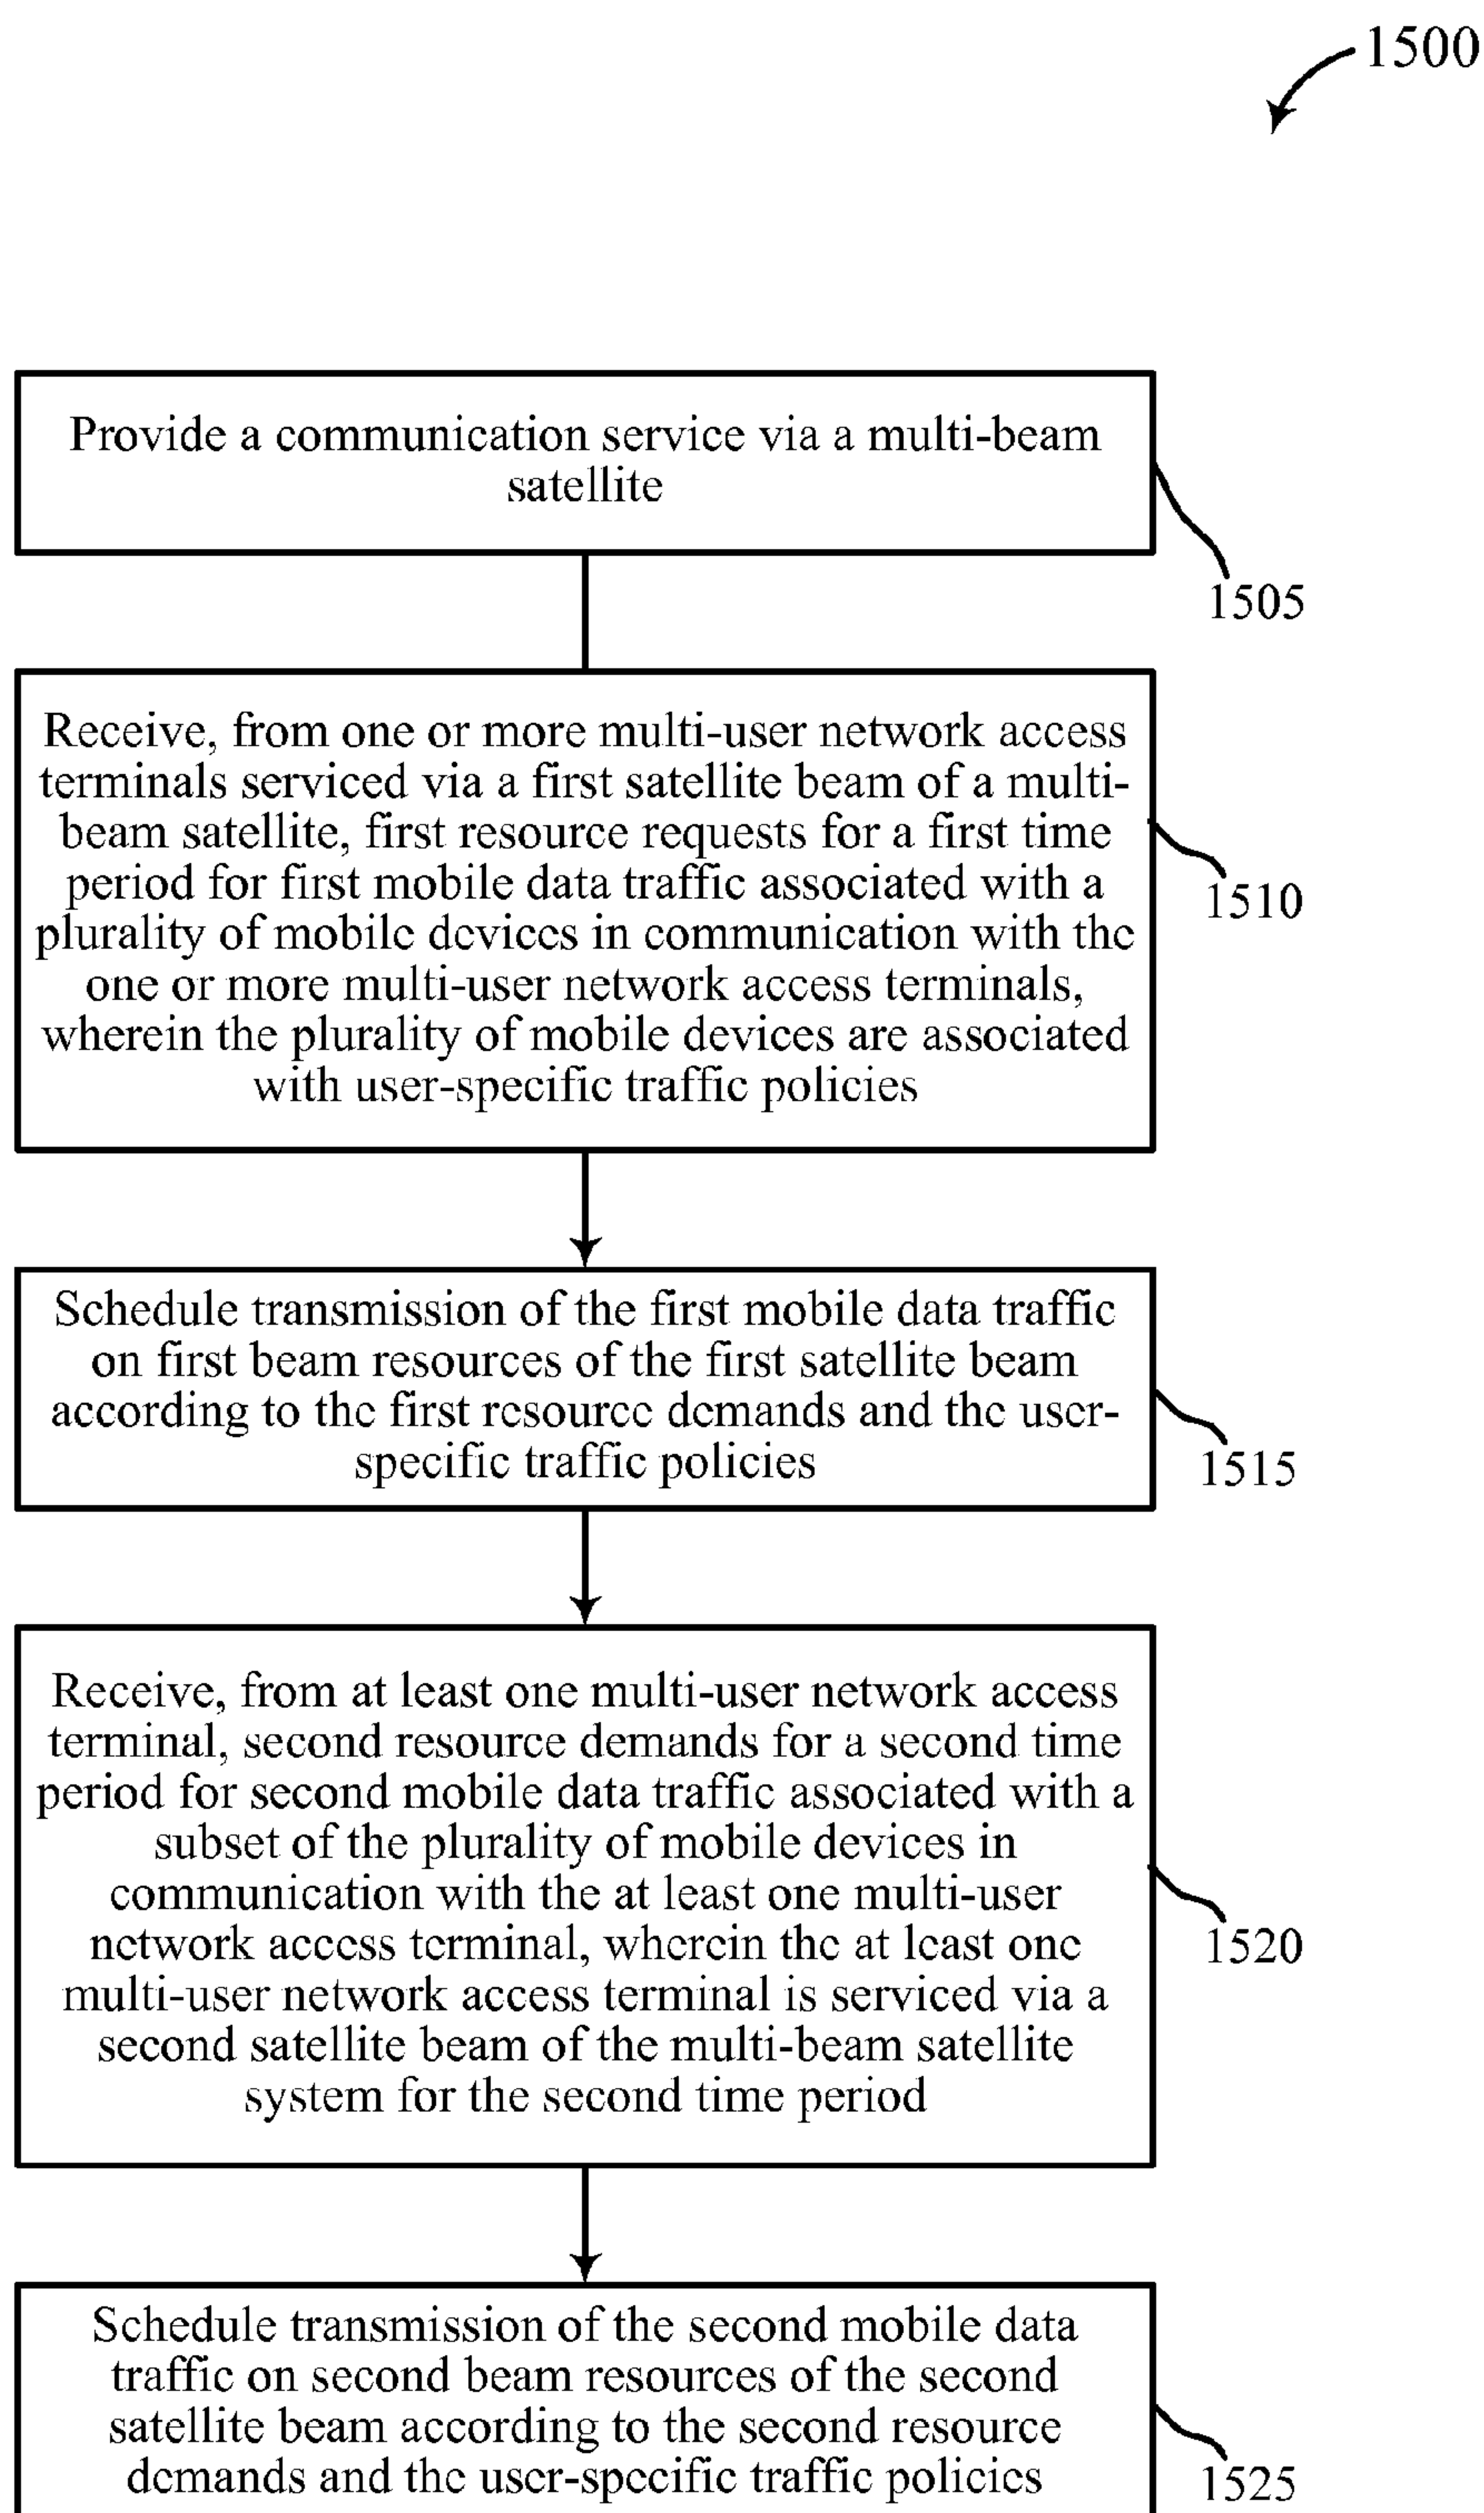 1500
Provide a communication service via a multi-beam
satellite
1505
Receive, from one or more multi-user network access
terminals serviced via a first satellite beam of a multi-
beam satellite, first resource requests for a first time
period for first mobile data traffic associated with a
plurality of mobile devices in communication with the
one or more multi-user network access terminals,
wherein the plurality of mobile devices are associated
with user-specific traffic policies
1510
Schedule transmission of the first mobile data traffic
on first beam resources of the first satellite beam
according to the first resource demands and the user-
specific traffic policies
1515
Receive, from at least one multi-user network access
terminal, second resource demands for a second time
period for second mobile data traffic associated with a
subset of the plurality of mobile devices in
communication with the at least one multi-user
network access terminal, wherein the at least one
multi-user network access terminal is serviced via a
second satellite beam of the multi-beam satellite
system for the second time period
1520
Schedule transmission of the second mobile data
traffic on second beam resources of the second
satellite beam according to the second resource
demands and the user-specific traffic policies
1525